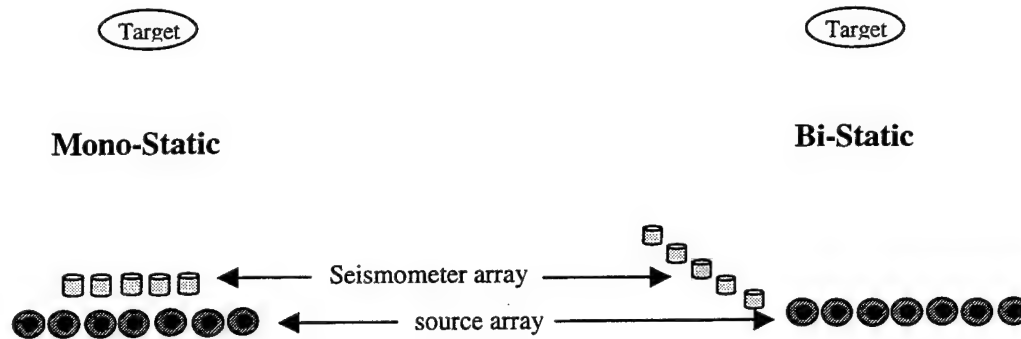 Target
Target
Mono-Static
Bi-Static
Seismometer array
source array